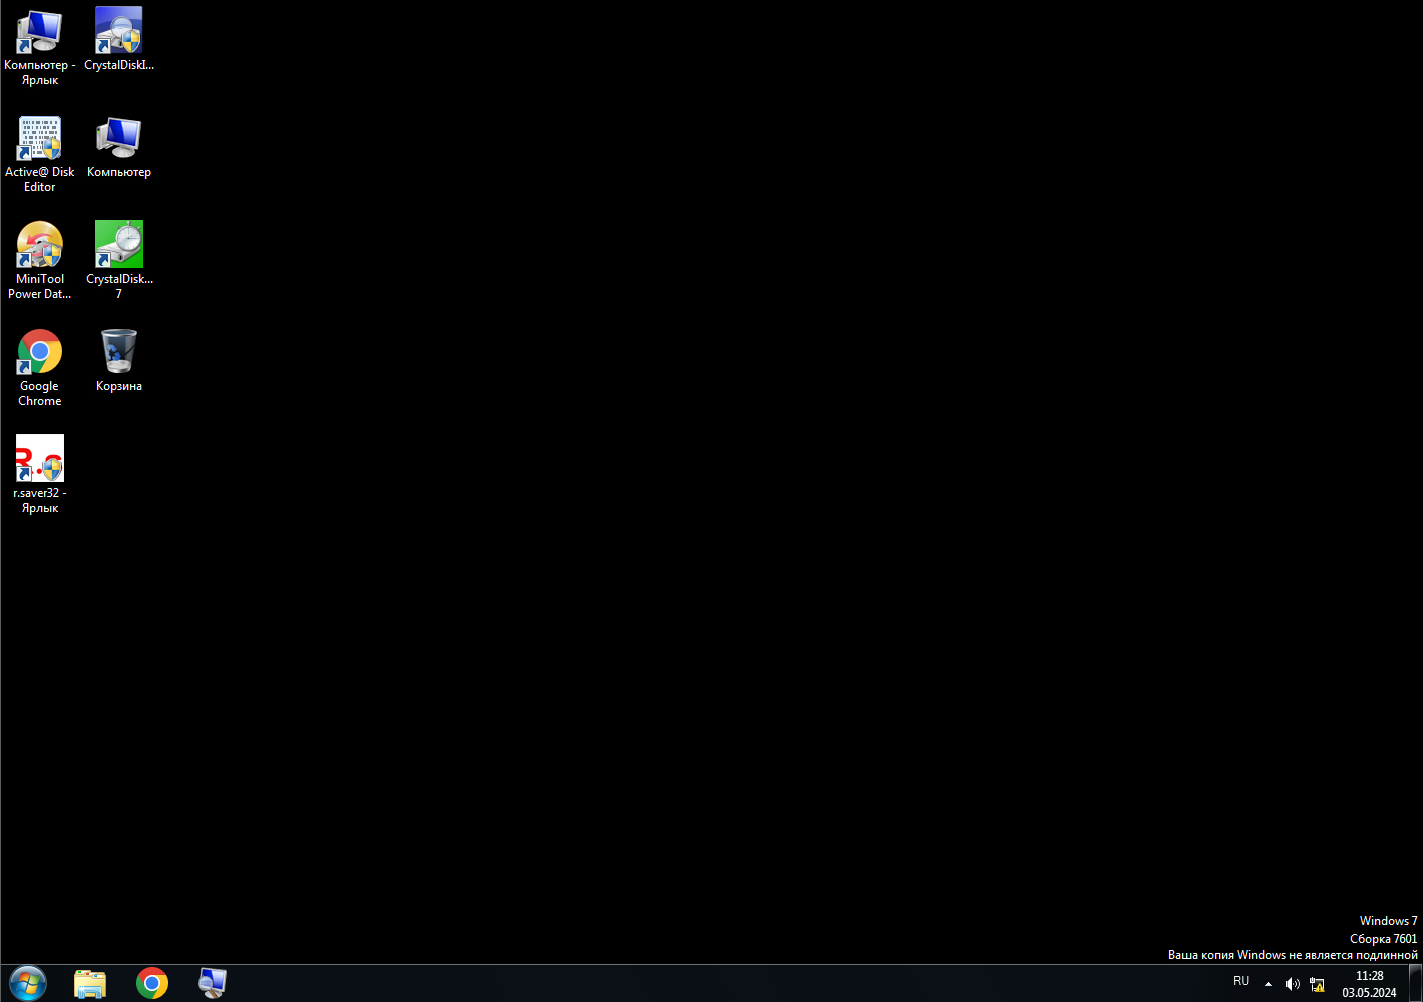 Компьютер -
Ярлык
CrystalDiskI...
Active@ Disk
Editor
Компьютер
MiniTool
Power Dat...
CrystalDisk...
7
Google
Chrome
Корзина
R.s
r.saver32 -
Ярлык
Windows 7
Сборка 7601
Ваша копия Windows не является подлинной
RU
11:28
03.05.2024